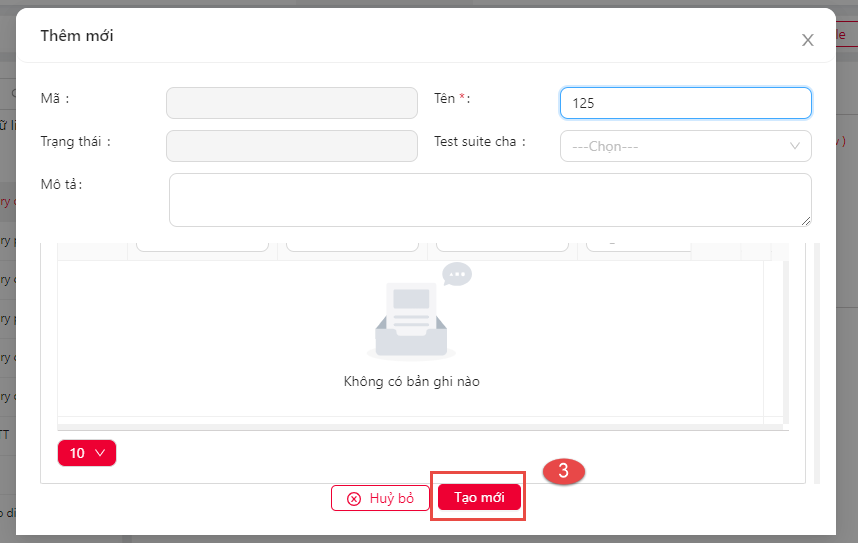 Thêm mới
Mã :
Tên * :
125
Trạng thái :
Test suite cha :
---Chọn---
Mô tả:
Không có bản ghi nào
10
Huỷ bỏ
Tạo mới
3